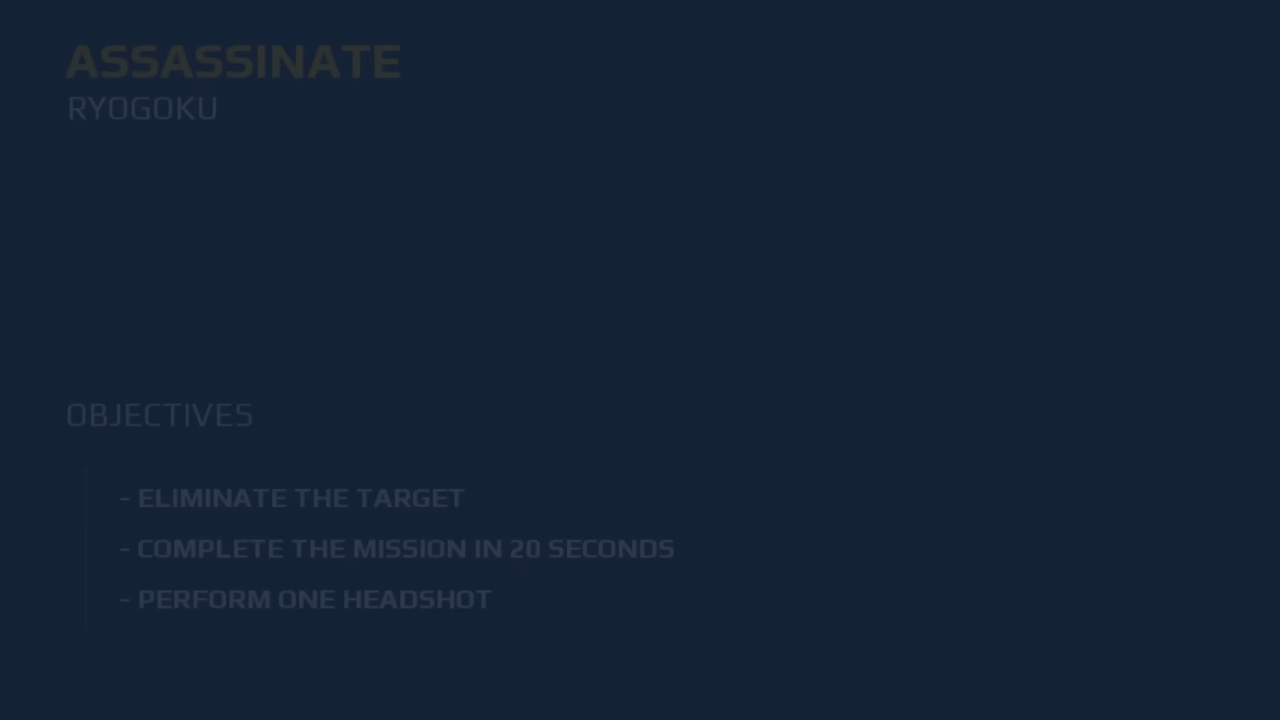 ASSASSINATE
RYOGOKU
OBJECTIVES
- ELIMINATE THE TARGET
- COMPLETE THE MISSION IN 20 SECONDS
- PERFORM ONE HEADSHOT